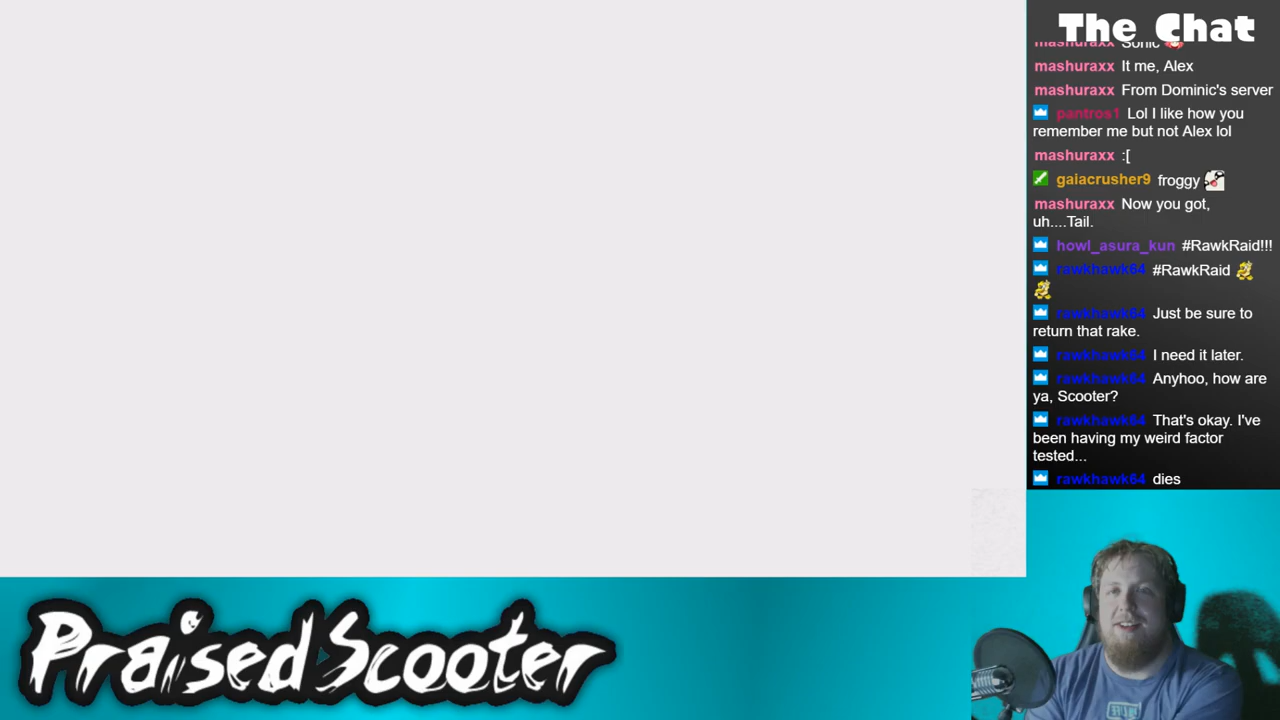 The Chat
mashuraxx Sonic
mashuraxx It me, Alex
mashuraxx From Dominic's server
pantros1 Lol I like how you
remember me but not Alex lol
mashuraxx :[
gaiacrusher9 froggy
mashuraxx Now you got,
uh....Tail.
howl_asura_kun #RawkRaid!!!
rawkhawk64 #RawkRaid
rawkhawk64 Just be sure to
return that rake.
rawkhawk64 I need it later.
rawkhawk64 Anyhoo, how are
ya, Scooter?
rawkhawk64 That's okay. I've
been having my weird factor
tested...
rawkhawk64 dies
PraisedScooter